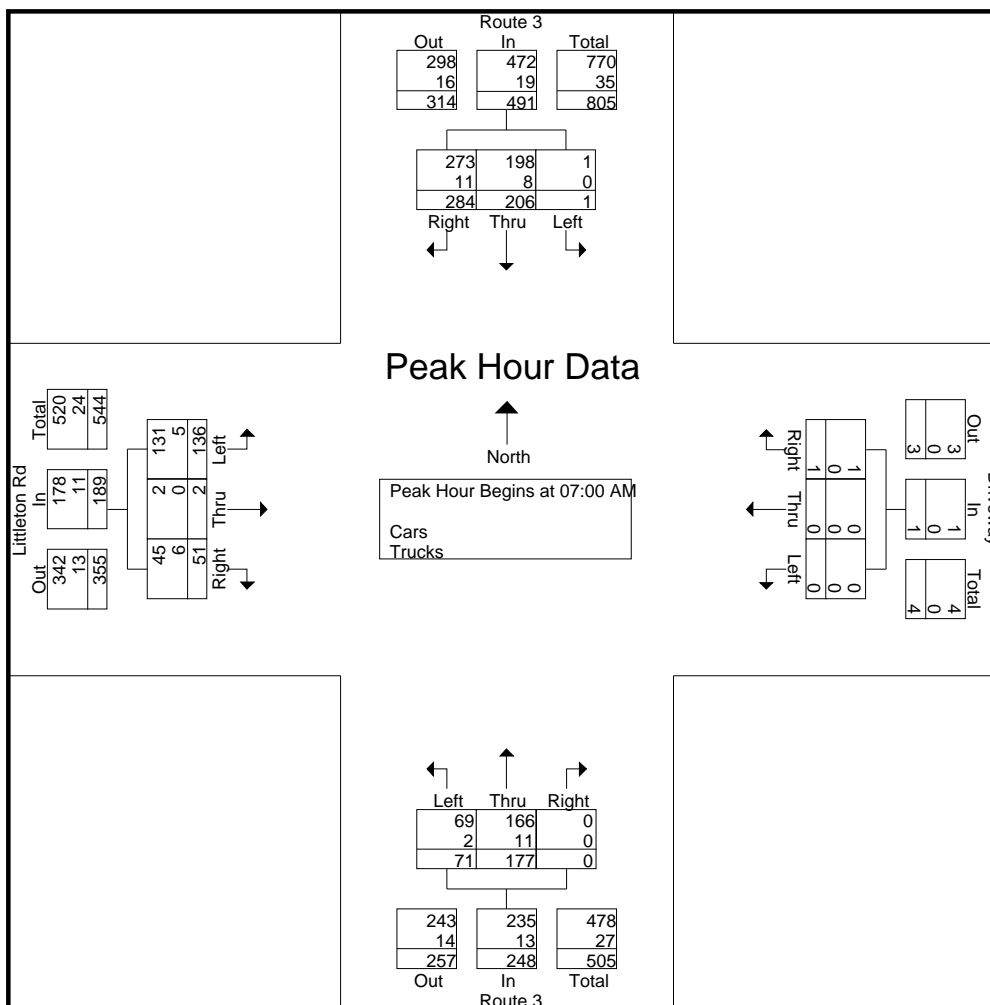 Route 3
Out In Total
298 472 770
16 19 35
314 491 805
273 198 1
11 8 0
284 206 1
Right Thru Left
Peak Hour Data
North
Peak Hour Begins at 07:00 AM
Cars
Trucks
Littleton Rd
Out In Total
342 178 520
13 11 24
355 189 544
45 2 131
6 0 5
51 2 136
Right Thru Left
Out In Total
3 1 4
0 0 0
3 1 4
Right Thru Left
1 0 0
0 0 0
1 0 0
Left Thru Right
69 166 0
2 11 0
71 177 0
243 235 478
14 13 27
257 248 505
Out In Total
Route 3